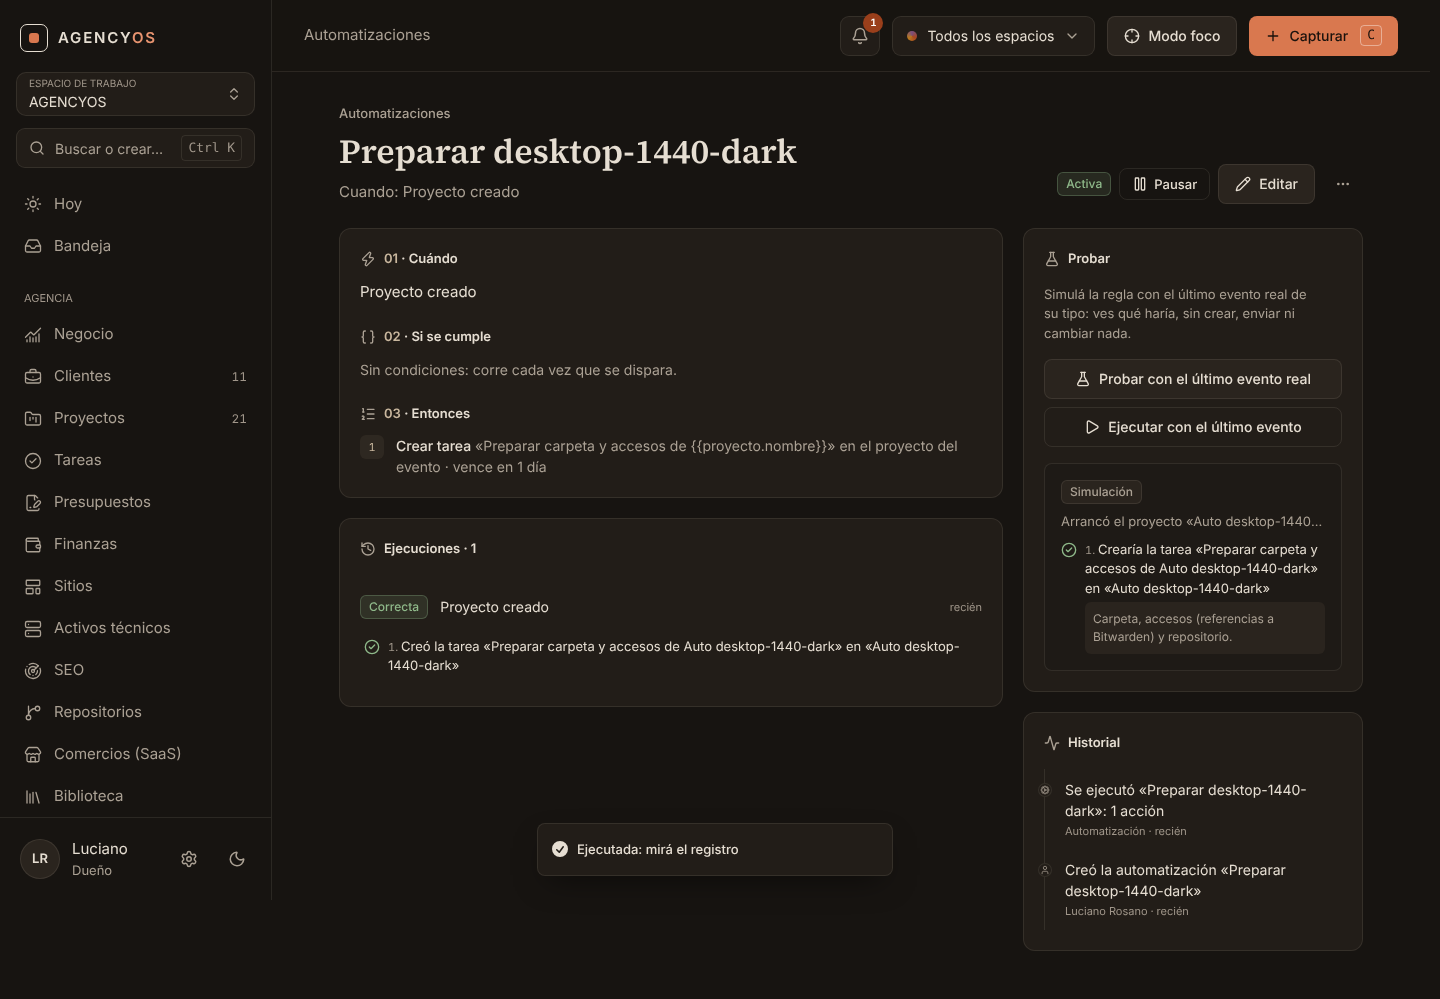 AGENCYOS
ESPACIO DE TRABAJO
AGENCYOS
Buscar o crear... Ctrl K
Hoy
Bandeja
AGENCIA
Negocio
Clientes 11
Proyectos 21
Tareas
Presupuestos
Finanzas
Sitios
Activos técnicos
SEO
Repositorios
Comercios (SaaS)
Biblioteca
LR
Luciano
Dueño
Automatizaciones
1
Todos los espacios
Modo foco
Capturar C
Automatizaciones
Preparar desktop-1440-dark
Cuando: Proyecto creado
Activa
Pausar
Editar
01 · Cuándo
Proyecto creado
02 · Si se cumple
Sin condiciones: corre cada vez que se dispara.
03 · Entonces
1 Crear tarea «Preparar carpeta y accesos de {{proyecto.nombre}}» en el proyecto del
evento · vence en 1 día
Ejecuciones · 1
Correcta Proyecto creado recién
1. Creó la tarea «Preparar carpeta y accesos de Auto desktop-1440-dark» en «Auto desktop-
1440-dark»
Probar
Simulá la regla con el último evento real de
su tipo: ves qué haría, sin crear, enviar ni
cambiar nada.
Probar con el último evento real
Ejecutar con el último evento
Simulación
Arrancó el proyecto «Auto desktop-1440...
1. Crearía la tarea «Preparar carpeta y
accesos de Auto desktop-1440-dark»
en «Auto desktop-1440-dark»
Carpeta, accesos (referencias a
Bitwarden) y repositorio.
Historial
Se ejecutó «Preparar desktop-1440-
dark»: 1 acción
Automatización · recién
Creó la automatización «Preparar
desktop-1440-dark»
Luciano Rosano · recién
Ejecutada: mirá el registro